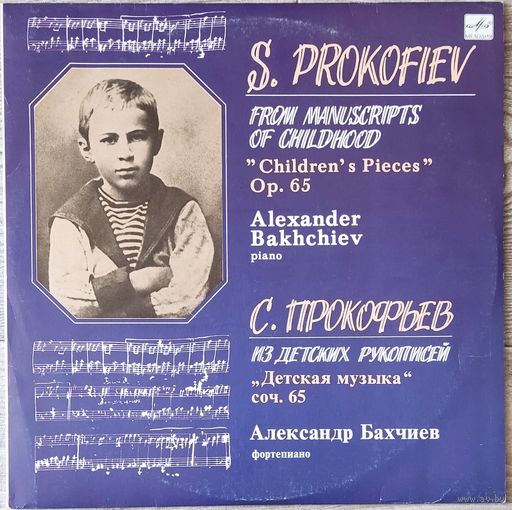 МЕЛОДИЯ
S. PROKOFIEV
FROM MANUSCRIPTS
OF CHILDHOOD
"Children's Pieces"
Op. 65
Alexander
Bakhchiev
piano
С. ПРОКОФЬЕВ
ИЗ ДЕТСКИХ РУКОПИСЕЙ
„Детская музыка“
соч. 65
Александр Бахчиев
фортепиано